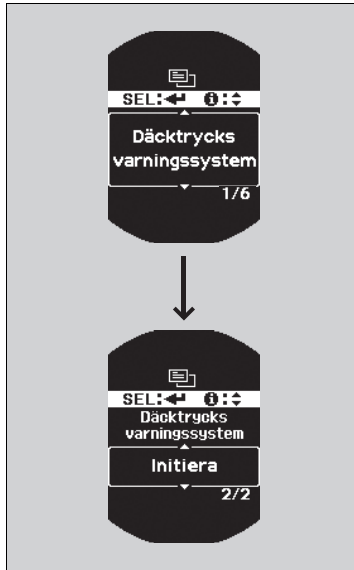 SEL:↵ ℹ:⬍
Däcktrycks
varningssystem
1/6
SEL:↵ ℹ:⬍
Däcktrycks
varningssystem
Initiera
2/2